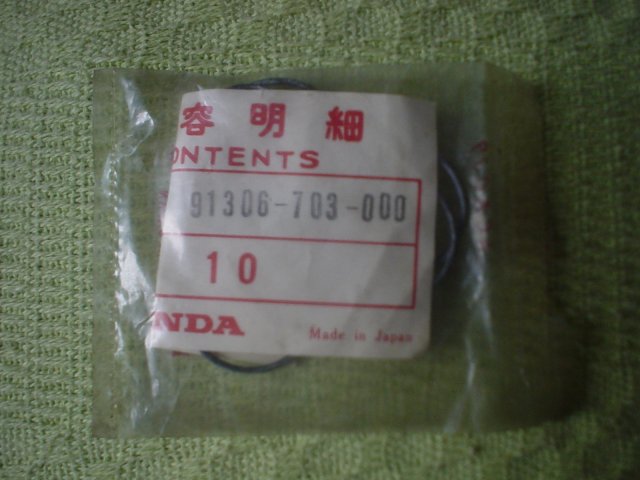 容明細
ONTENTS
91306-703-000
10
NDA
Made in Japan